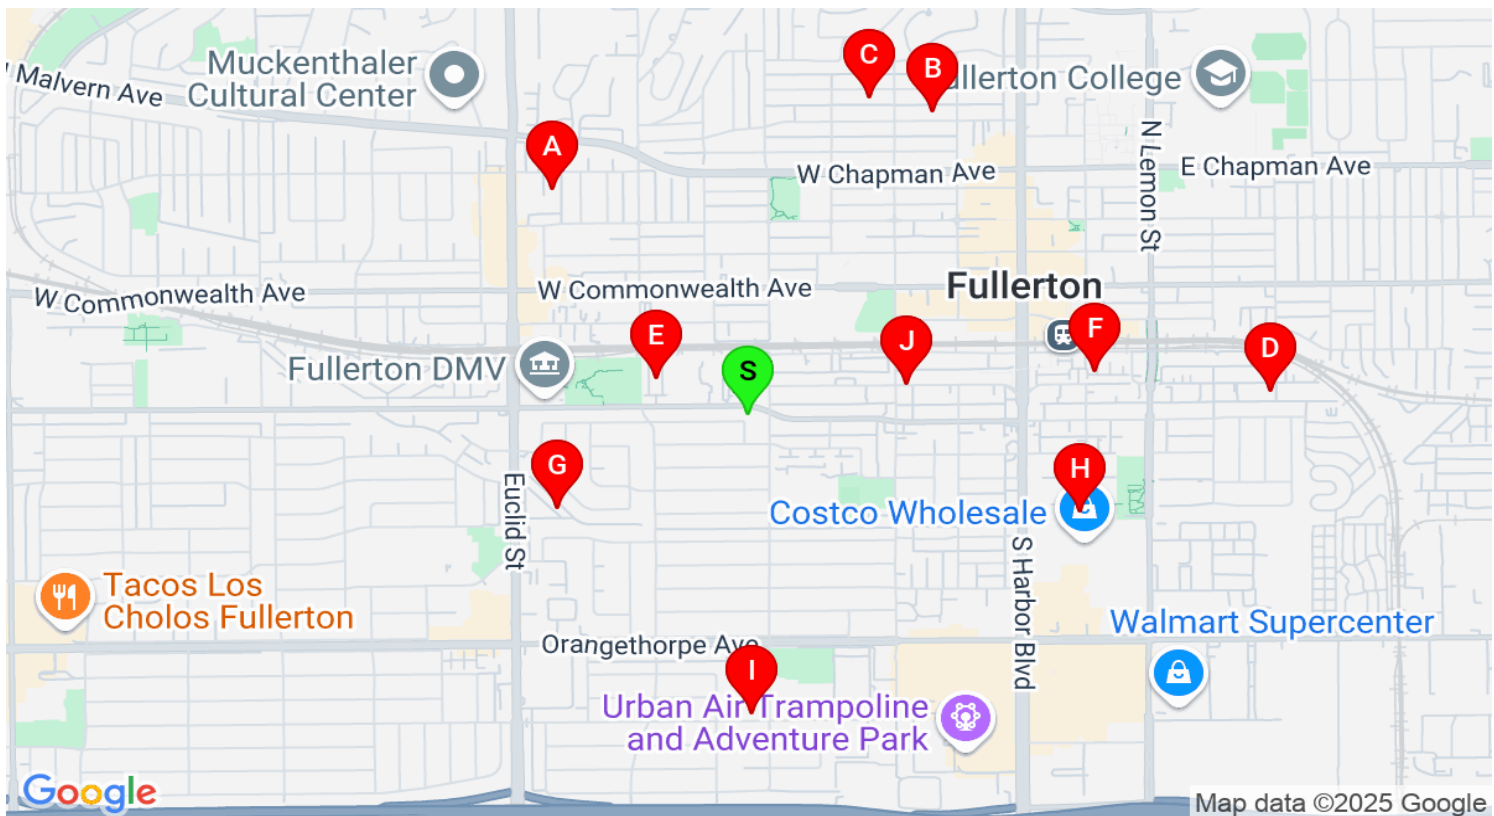 Muckenthaler
Cultural Center
Malvern Ave
C
B
ullerton College
A
W Chapman Ave
E Chapman Ave
N Lemon St
W Commonwealth Ave
W Commonwealth Ave
Fullerton
E
J
F
D
Fullerton DMV
S
G
H
Euclid St
Costco Wholesale
S Harbor Blvd
Tacos Los
Cholos Fullerton
Orangethorpe Ave
Walmart Supercenter
I
Urban Air Trampoline
and Adventure Park
Google
Map data ©2025 Google